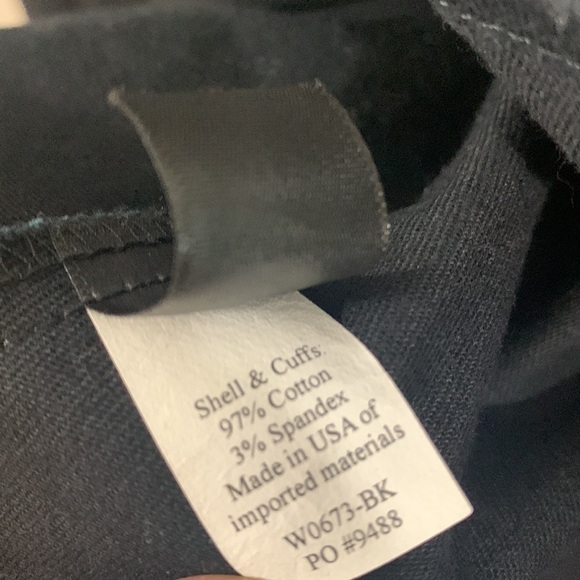 Shell & Cuffs:
97% Cotton
3% Spandex
Made in USA of
imported materials
W0673-BK
PO #9488